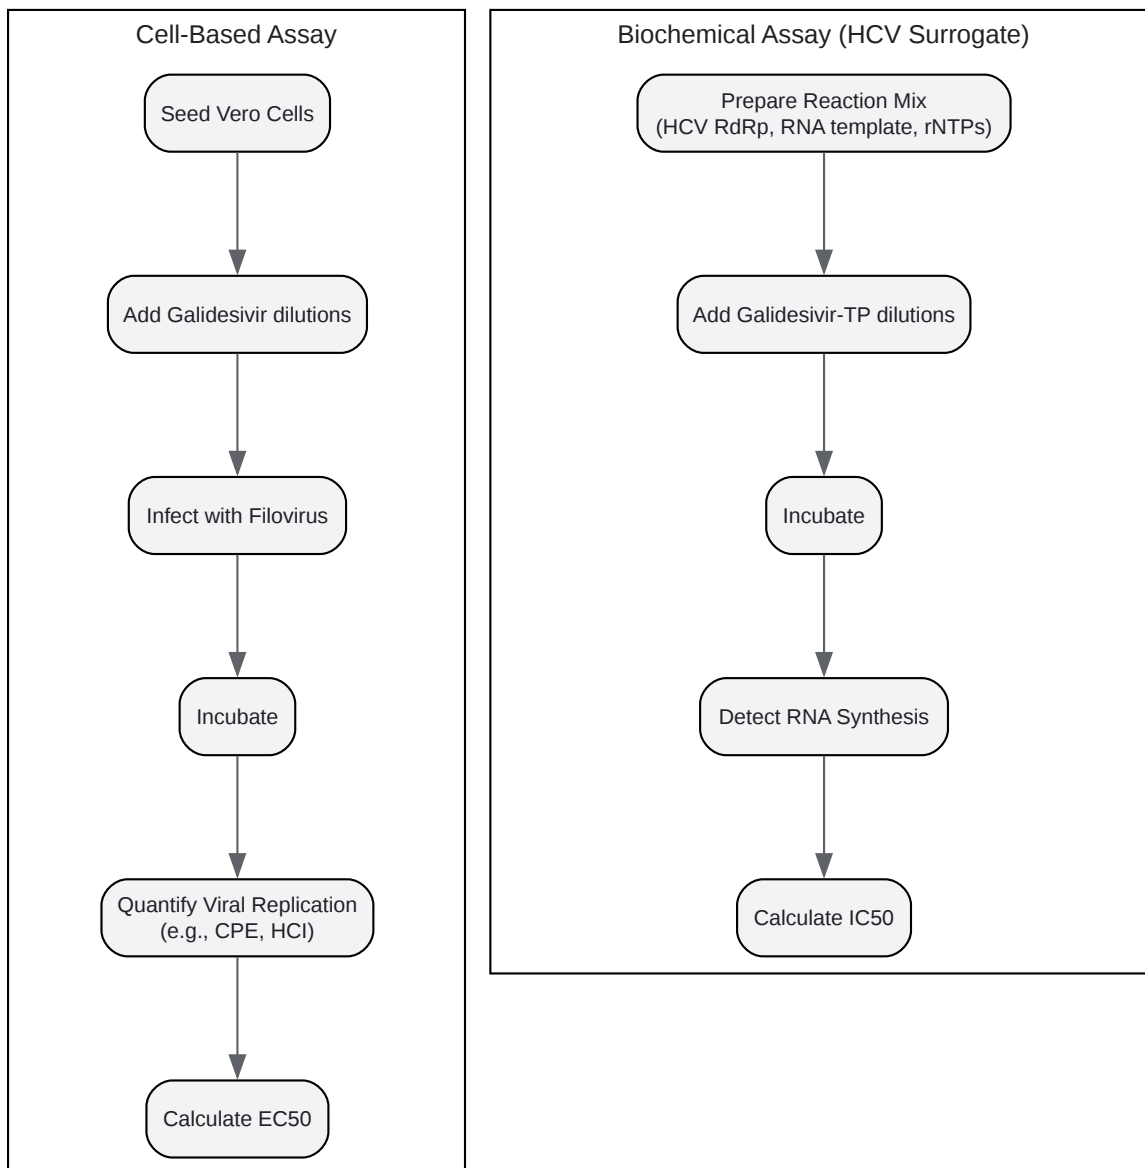 Cell-Based Assay
Seed Vero Cells
Add Galidesivir dilutions
Infect with Filovirus
Incubate
Quantify Viral Replication
(e.g., CPE, HCI)
Calculate EC50
Biochemical Assay (HCV Surrogate)
Prepare Reaction Mix
(HCV RdRp, RNA template, rNTPs)
Add Galidesivir-TP dilutions
Incubate
Detect RNA Synthesis
Calculate IC50